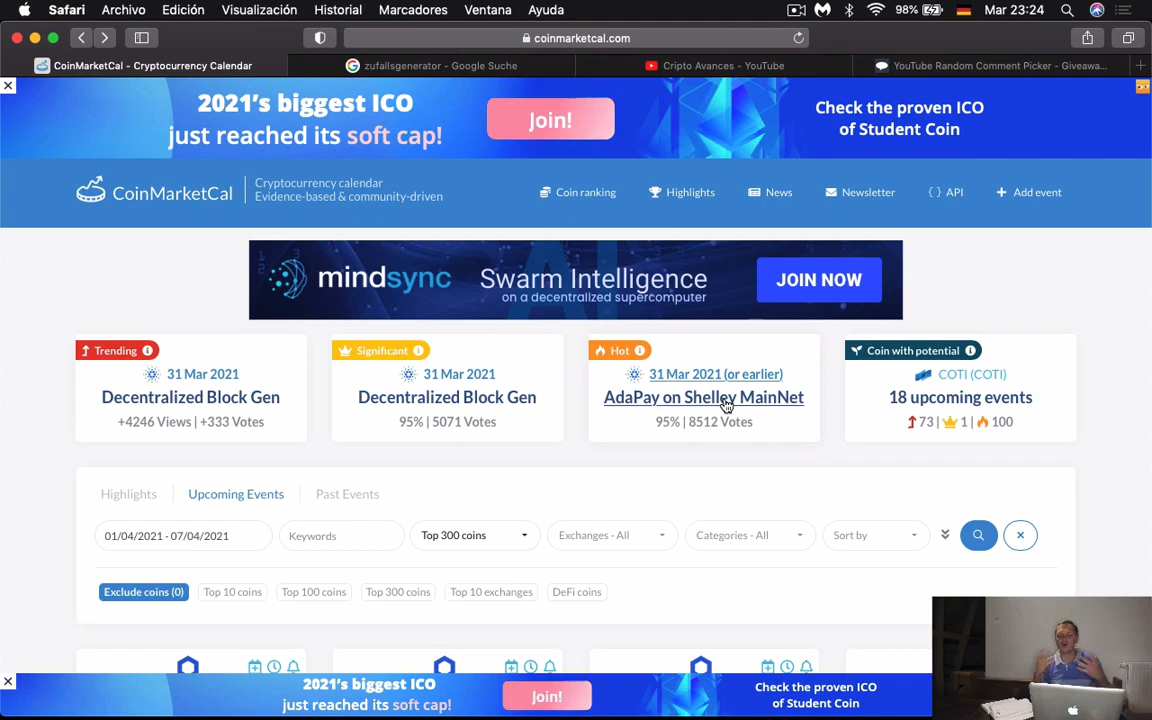 Safari Archivo Edición Visualización Historial Marcadores Ventana Ayuda 98% Mar 23:24
coinmarketcal.com
CoinMarketCal - Cryptocurrency Calendar
zufallsgenerator - Google Suche
Cripto Avances - YouTube
YouTube Random Comment Picker - Giveawa...
2021's biggest ICO
just reached its soft cap!
Join!
Check the proven ICO
of Student Coin
CoinMarketCal
Cryptocurrency calendar
Evidence-based & community-driven
Coin ranking Highlights News Newsletter API Add event
mindsync
Swarm Intelligence
on a decentralized supercomputer
JOIN NOW
Trending
31 Mar 2021
Decentralized Block Gen
+4246 Views | +333 Votes
Significant
31 Mar 2021
Decentralized Block Gen
95% | 5071 Votes
Hot
31 Mar 2021 (or earlier)
AdaPay on Shelley MainNet
95% | 8512 Votes
Coin with potential
COTI (COTI)
18 upcoming events
73 | 1 | 100
Highlights Upcoming Events Past Events
01/04/2021 - 07/04/2021 Keywords Top 300 coins Exchanges - All Categories - All Sort by
Exclude coins (0) Top 10 coins Top 100 coins Top 300 coins Top 10 exchanges DeFi coins
2021's biggest ICO
just reached its soft cap!
Join!
Check the proven ICO
of Student Coin